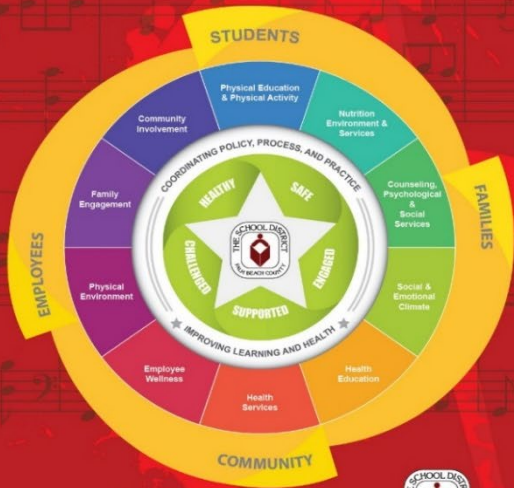 STUDENTS
FAMILIES
COMMUNITY
EMPLOYEES
Physical Education
& Physical Activity
Nutrition
Environment &
Services
Counseling,
Psychological
&
Social
Services
Social &
Emotional
Climate
Health
Education
Health
Services
Employee
Wellness
Physical
Environment
Family
Engagement
Community
Involvement
COORDINATING POLICY, PROCESS, AND PRACTICE
IMPROVING LEARNING AND HEALTH
HEALTHY
SAFE
ENGAGED
SUPPORTED
CHALLENGED
THE SCHOOL DISTRICT
PALM BEACH COUNTY
SCHOOL